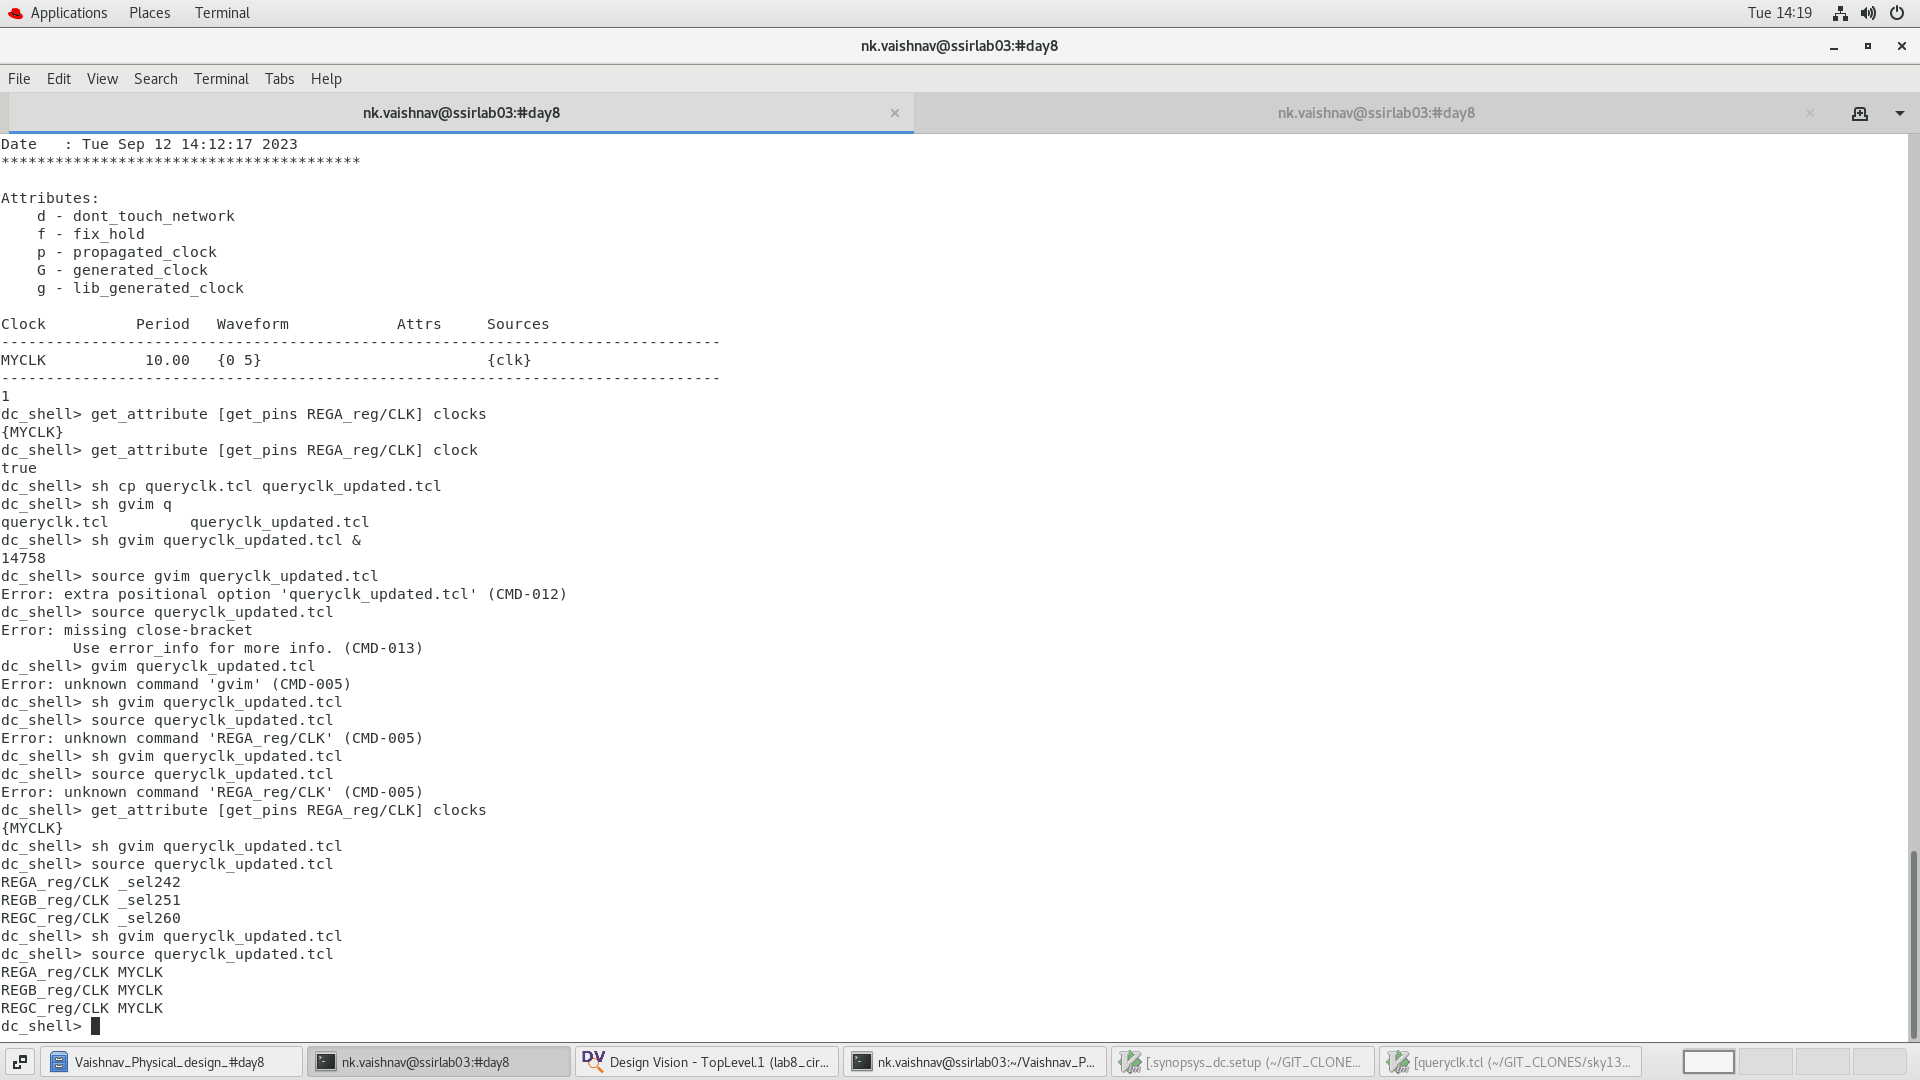 Applications Places Terminal Tue 14:19
nk.vaishnav@ssirlab03:#day8
File Edit View Search Terminal Tabs Help
nk.vaishnav@ssirlab03:#day8 × nk.vaishnav@ssirlab03:#day8 ×
Date   : Tue Sep 12 14:12:17 2023
****************************************
Attributes:
    d - dont_touch_network
    f - fix_hold
    p - propagated_clock
    G - generated_clock
    g - lib_generated_clock
Clock          Period   Waveform            Attrs     Sources
--------------------------------------------------------------------------------
MYCLK           10.00   {0 5}                         {clk}
--------------------------------------------------------------------------------
1
dc_shell> get_attribute [get_pins REGA_reg/CLK] clocks
{MYCLK}
dc_shell> get_attribute [get_pins REGA_reg/CLK] clock
true
dc_shell> sh cp queryclk.tcl queryclk_updated.tcl
dc_shell> sh gvim q
queryclk.tcl         queryclk_updated.tcl
dc_shell> sh gvim queryclk_updated.tcl &
14758
dc_shell> source gvim queryclk_updated.tcl
Error: extra positional option 'queryclk_updated.tcl' (CMD-012)
dc_shell> source queryclk_updated.tcl
Error: missing close-bracket
        Use error_info for more info. (CMD-013)
dc_shell> gvim queryclk_updated.tcl
Error: unknown command 'gvim' (CMD-005)
dc_shell> sh gvim queryclk_updated.tcl
dc_shell> source queryclk_updated.tcl
Error: unknown command 'REGA_reg/CLK' (CMD-005)
dc_shell> sh gvim queryclk_updated.tcl
dc_shell> source queryclk_updated.tcl
Error: unknown command 'REGA_reg/CLK' (CMD-005)
dc_shell> get_attribute [get_pins REGA_reg/CLK] clocks
{MYCLK}
dc_shell> sh gvim queryclk_updated.tcl
dc_shell> source queryclk_updated.tcl
REGA_reg/CLK _sel242
REGB_reg/CLK _sel251
REGC_reg/CLK _sel260
dc_shell> sh gvim queryclk_updated.tcl
dc_shell> source queryclk_updated.tcl
REGA_reg/CLK MYCLK
REGB_reg/CLK MYCLK
REGC_reg/CLK MYCLK
dc_shell>
Vaishnav_Physical_design_#day8 nk.vaishnav@ssirlab03:#day8 DV Design Vision - TopLevel.1 (lab8_cir... nk.vaishnav@ssirlab03:~/Vaishnav_P... [.synopsys_dc.setup (~/GIT_CLONE... [queryclk.tcl (~/GIT_CLONES/sky13...